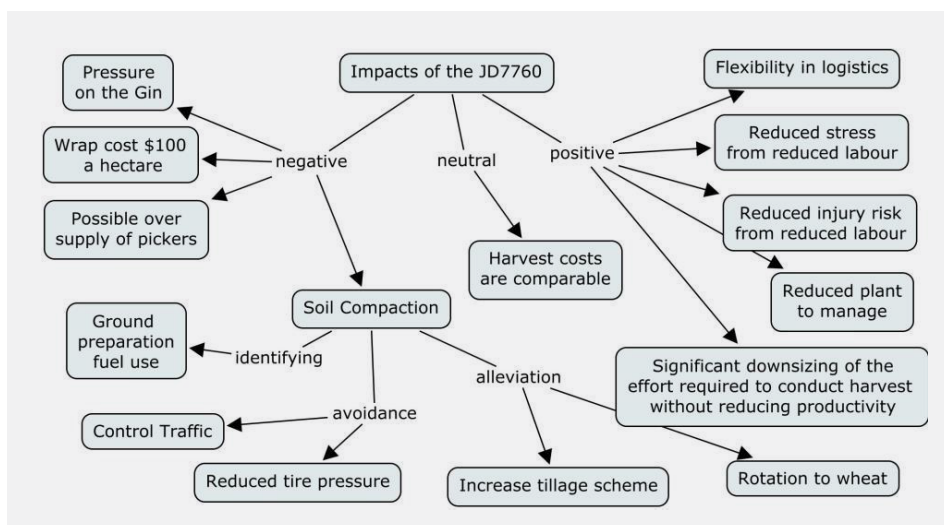 Impacts of the JD7760
negative
neutral
positive
Pressure
on the Gin
Wrap cost $100
a hectare
Possible over
supply of pickers
Soil Compaction
identifying
Ground
preparation
fuel use
avoidance
Control Traffic
Reduced tire pressure
alleviation
Increase tillage scheme
Rotation to wheat
Harvest costs
are comparable
Flexibility in logistics
Reduced stress
from reduced labour
Reduced injury risk
from reduced labour
Reduced plant
to manage
Significant downsizing of the
effort required to conduct harvest
without reducing productivity